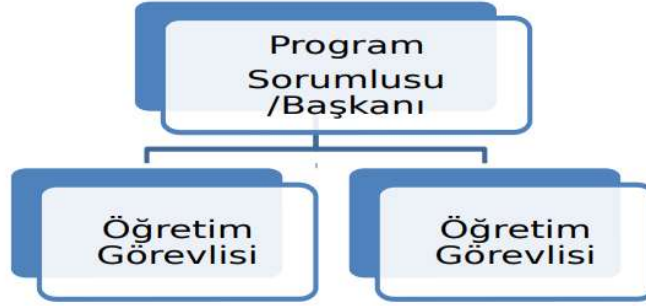 Program
Sorumlusu
/Başkanı
Öğretim
Görevlisi
Öğretim
Görevlisi